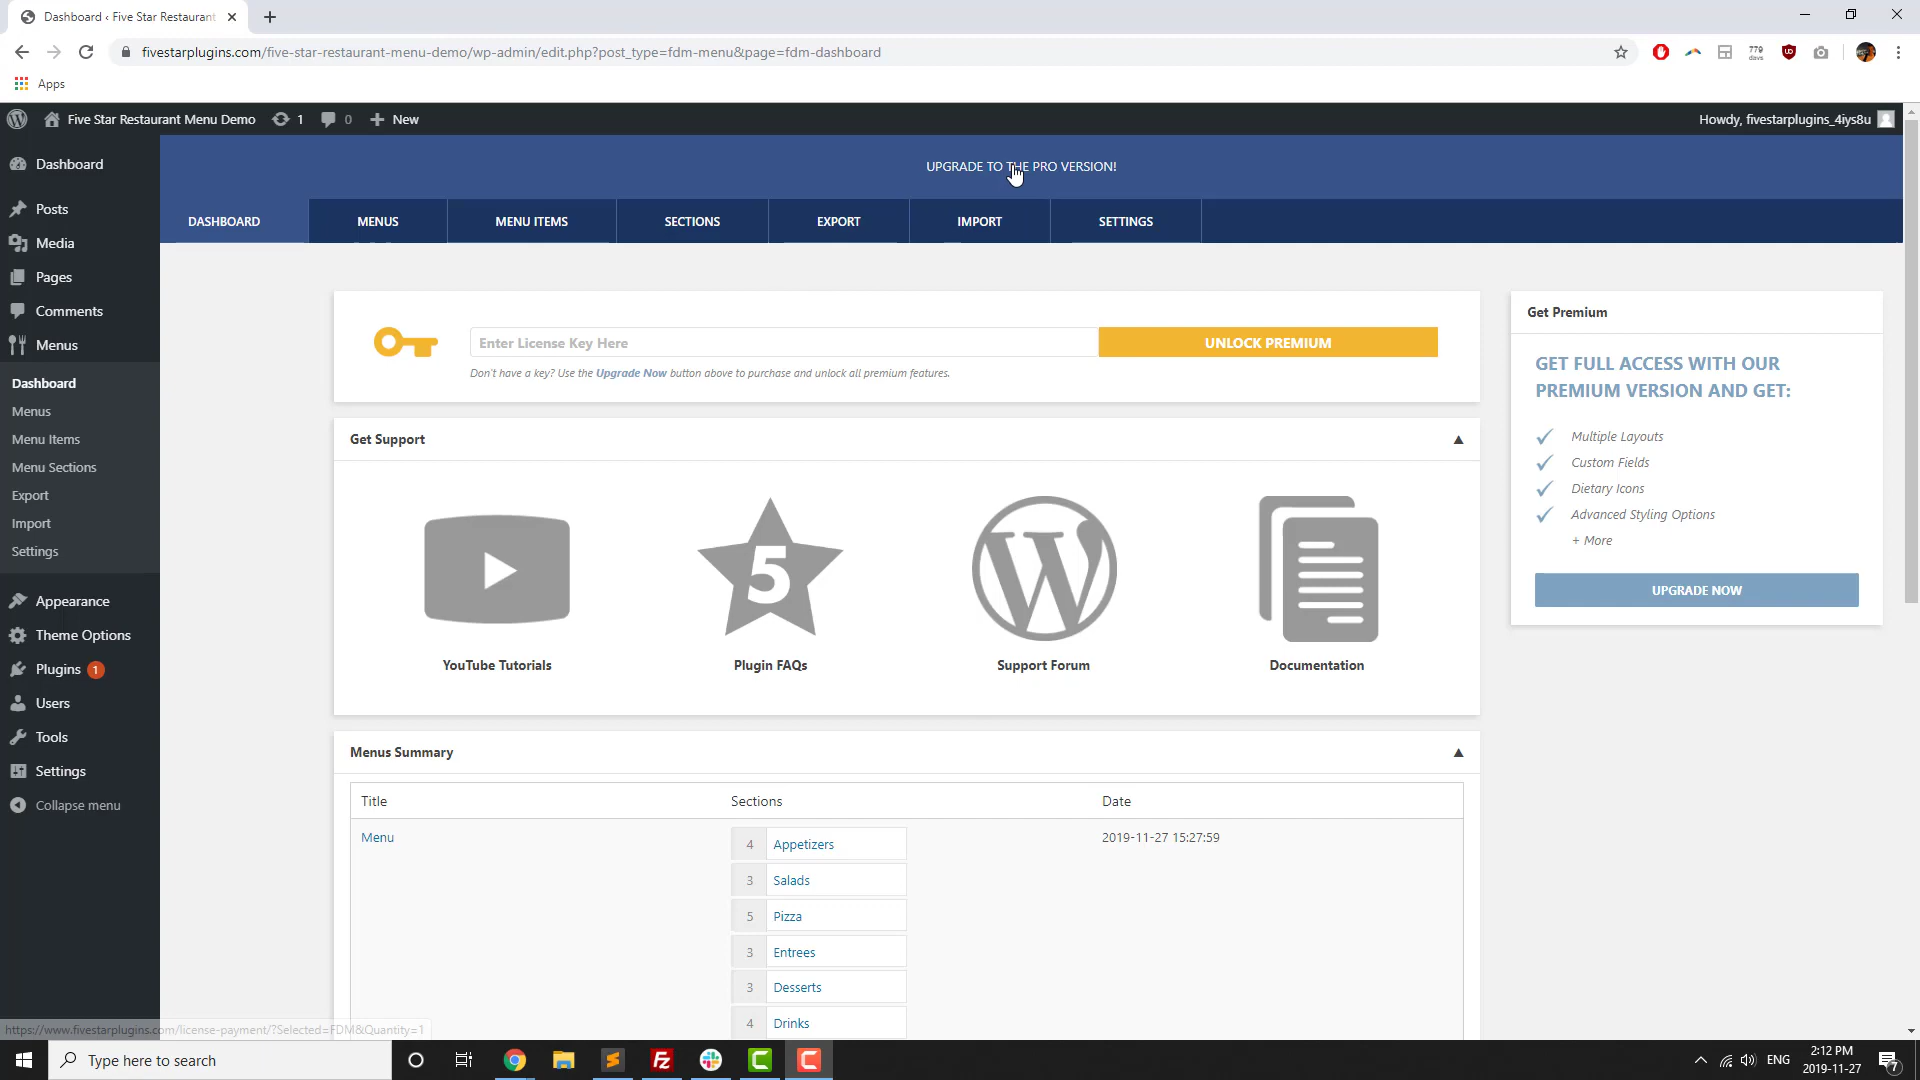 Dashboard ‹ Five Star Restaurant
fivestarplugins.com/five-star-restaurant-menu-demo/wp-admin/edit.php?post_type=fdm-menu&page=fdm-dashboard
779
days
Apps
Five Star Restaurant Menu Demo 1 0 New
Howdy, fivestarplugins_4iys8u
Dashboard
Posts
Media
Pages
Comments
Menus
Dashboard
Menus
Menu Items
Menu Sections
Export
Import
Settings
Appearance
Theme Options
Plugins 1
Users
Tools
Settings
Collapse menu
UPGRADE TO THE PRO VERSION!
DASHBOARD MENUS MENU ITEMS SECTIONS EXPORT IMPORT SETTINGS
Enter License Key Here
UNLOCK PREMIUM
Don't have a key? Use the Upgrade Now button above to purchase and unlock all premium features.
Get Support
5
YouTube Tutorials Plugin FAQs Support Forum Documentation
Menus Summary
Title Sections Date
Menu
4 Appetizers
2019-11-27 15:27:59
3 Salads
5 Pizza
3 Entrees
3 Desserts
4 Drinks
Get Premium
GET FULL ACCESS WITH OUR
PREMIUM VERSION AND GET:
Multiple Layouts
Custom Fields
Dietary Icons
Advanced Styling Options
+ More
UPGRADE NOW
https://www.fivestarplugins.com/license-payment/?Selected=FDM&Quantity=1
Type here to search
ENG
2:12 PM
2019-11-27
7